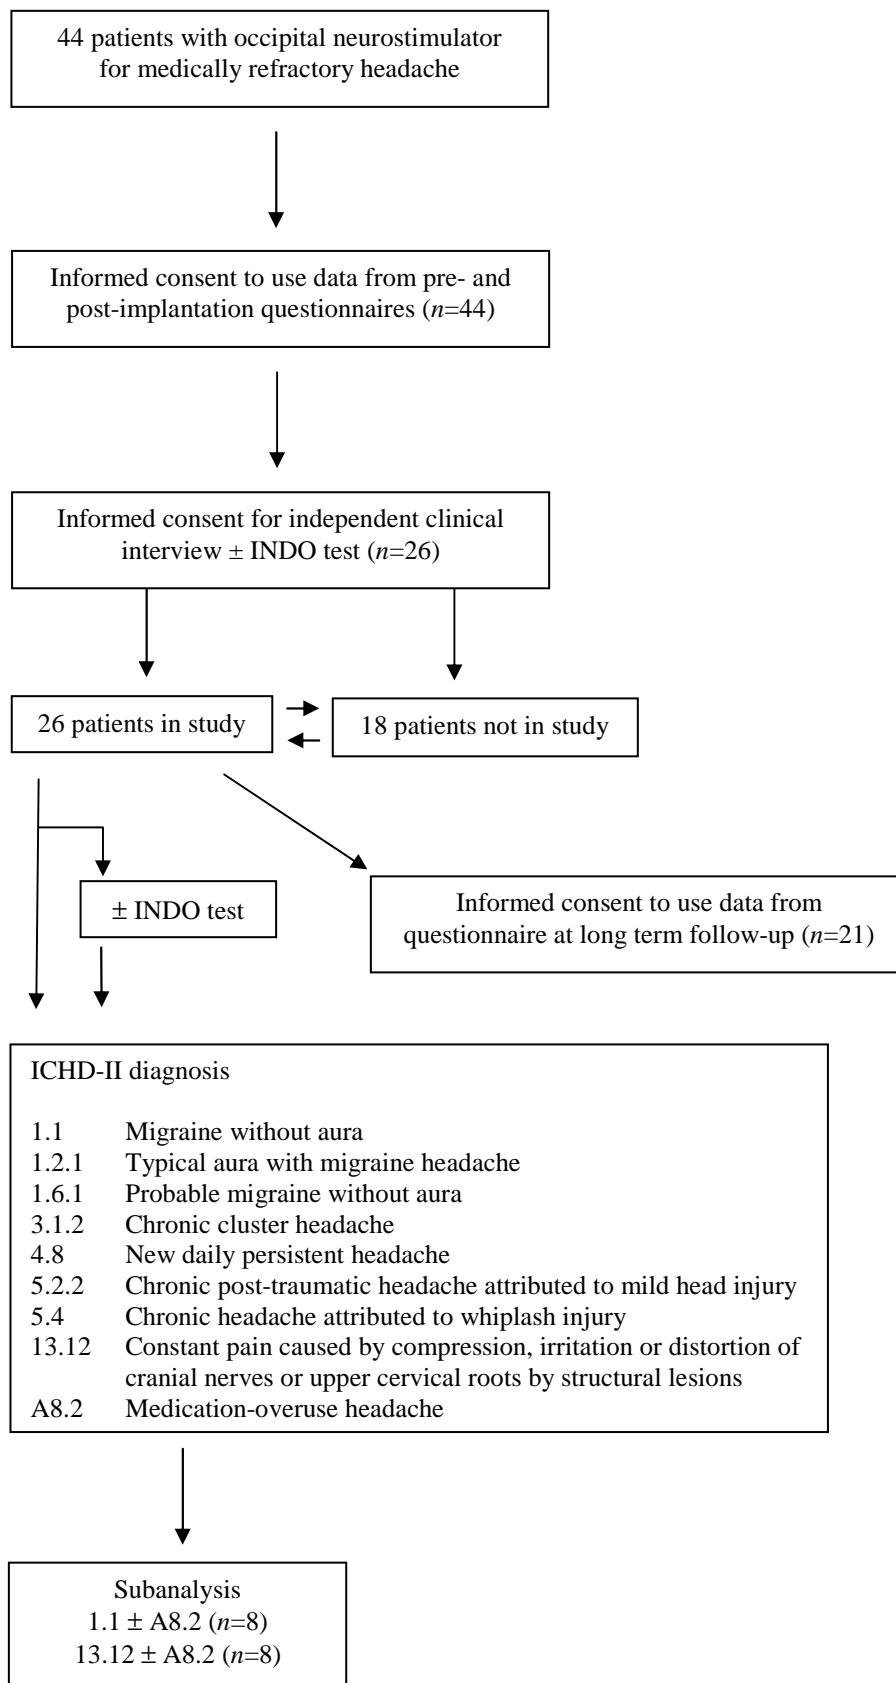 44 patients with occipital neurostimulator
for medically refractory headache
Informed consent to use data from pre- and
post-implantation questionnaires (n=44)
Informed consent for independent clinical
interview ± INDO test (n=26)
26 patients in study
18 patients not in study
± INDO test
Informed consent to use data from
questionnaire at long term follow-up (n=21)
ICHD-II diagnosis
1.1 Migraine without aura
1.2.1 Typical aura with migraine headache
1.6.1 Probable migraine without aura
3.1.2 Chronic cluster headache
4.8 New daily persistent headache
5.2.2 Chronic post-traumatic headache attributed to mild head injury
5.4 Chronic headache attributed to whiplash injury
13.12 Constant pain caused by compression, irritation or distortion of
cranial nerves or upper cervical roots by structural lesions
A8.2 Medication-overuse headache
Subanalysis
1.1 ± A8.2 (n=8)
13.12 ± A8.2 (n=8)